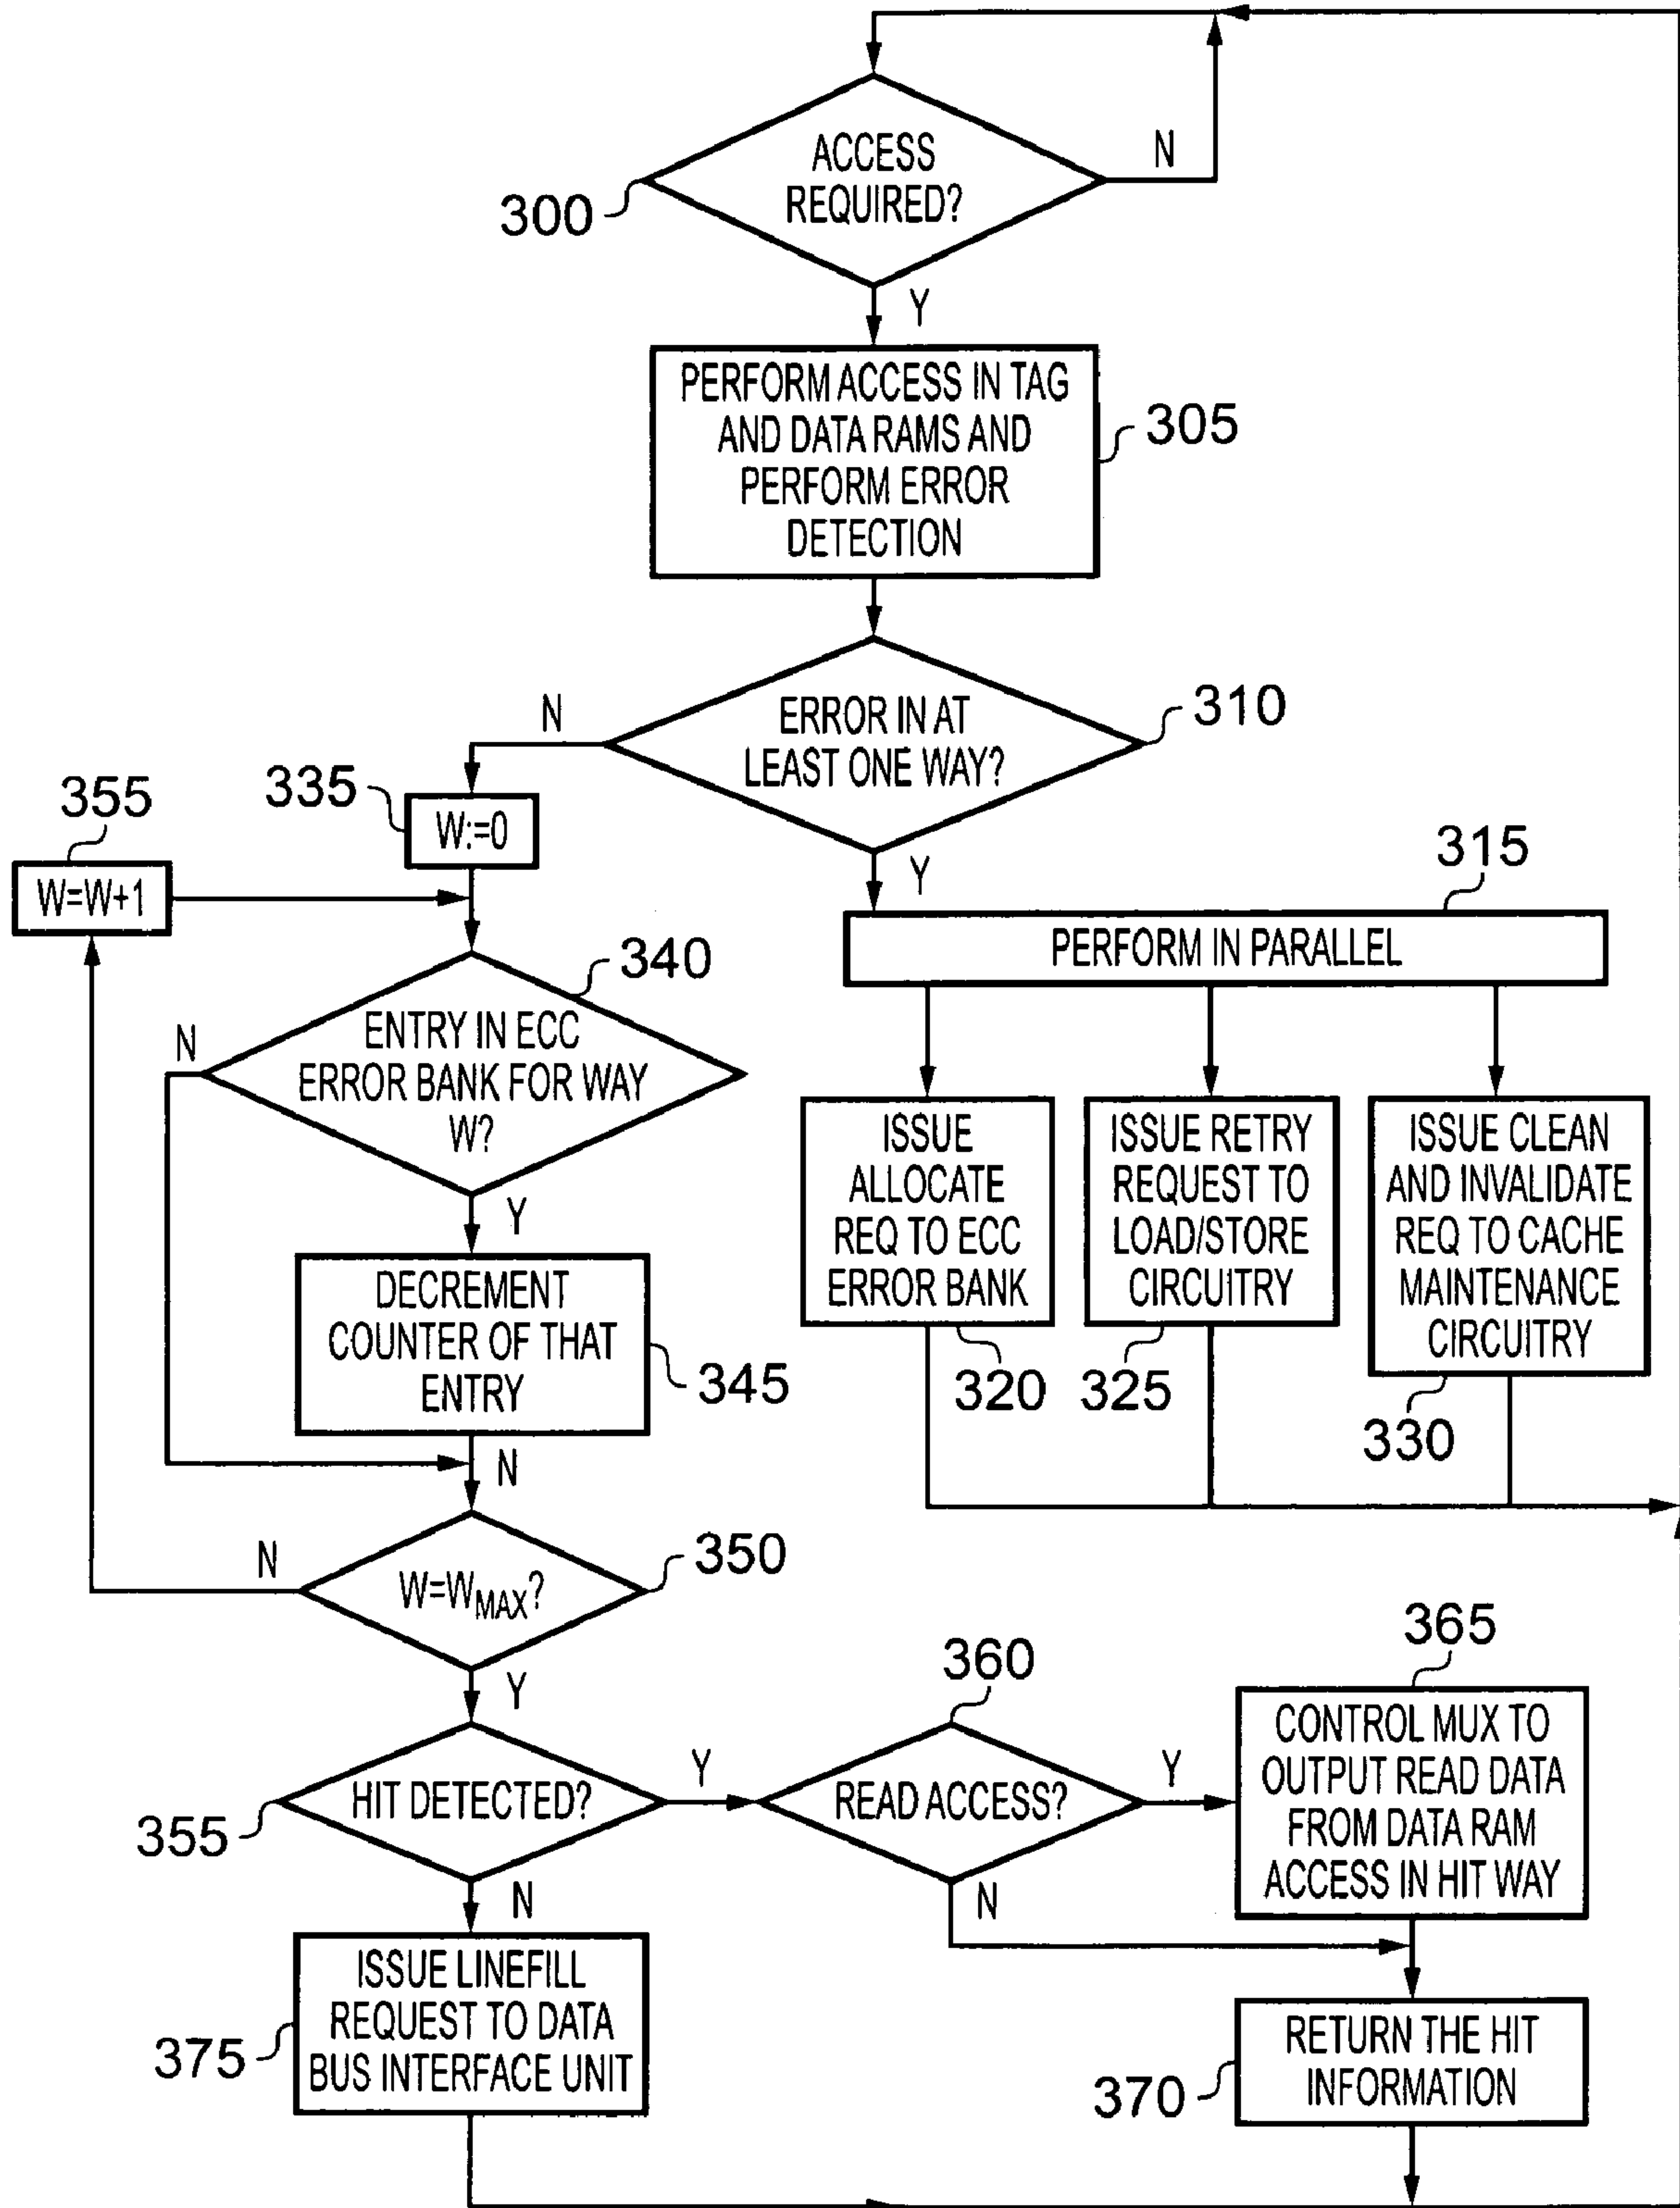 ACCESS
REQUIRED?
N
300
Y
PERFORM ACCESS IN TAG
AND DATA RAMS AND
PERFORM ERROR
DETECTION
305
N
ERROR IN AT
LEAST ONE WAY?
310
355
335
W:=0
W=W+1
Y
315
PERFORM IN PARALLEL
340
N
ENTRY IN ECC
ERROR BANK FOR WAY
W?
Y
ISSUE
ALLOCATE
REQ TO ECC
ERROR BANK
320
ISSUE RETRY
REQUEST TO
LOAD/STORE
CIRCUITRY
325
ISSUE CLEAN
AND INVALIDATE
REQ TO CACHE
MAINTENANCE
CIRCUITRY
330
DECREMENT
COUNTER OF THAT
ENTRY
345
N
N
W=WMAX?
350
Y
HIT DETECTED?
355
Y
360
READ ACCESS?
Y
365
CONTROL MUX TO
OUTPUT READ DATA
FROM DATA RAM
ACCESS IN HIT WAY
N
N
ISSUE LINEFILL
REQUEST TO DATA
BUS INTERFACE UNIT
375
RETURN THE HIT
INFORMATION
370